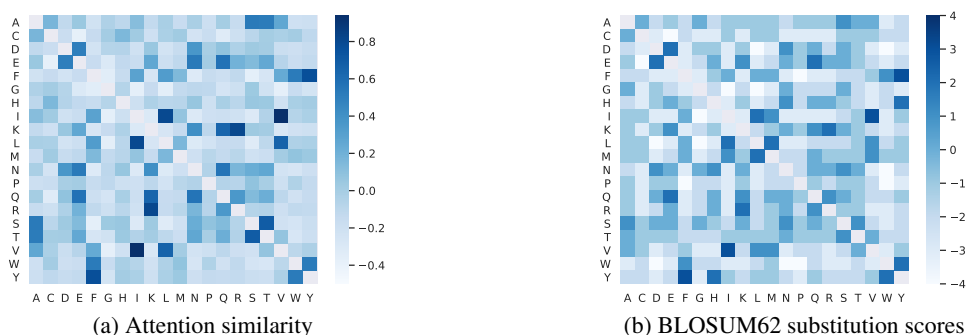 A
C
D
E
F
G
H
I
K
L
M
N
P
Q
R
S
T
V
W
Y
A C D E F G H I K L M N P Q R S T V W Y
0.8
0.6
0.4
0.2
0.0
−0.2
−0.4
(a) Attention similarity
A
C
D
E
F
G
H
I
K
L
M
N
P
Q
R
S
T
V
W
Y
A C D E F G H I K L M N P Q R S T V W Y
4
3
2
1
0
−1
−2
−3
−4
(b) BLOSUM62 substitution scores